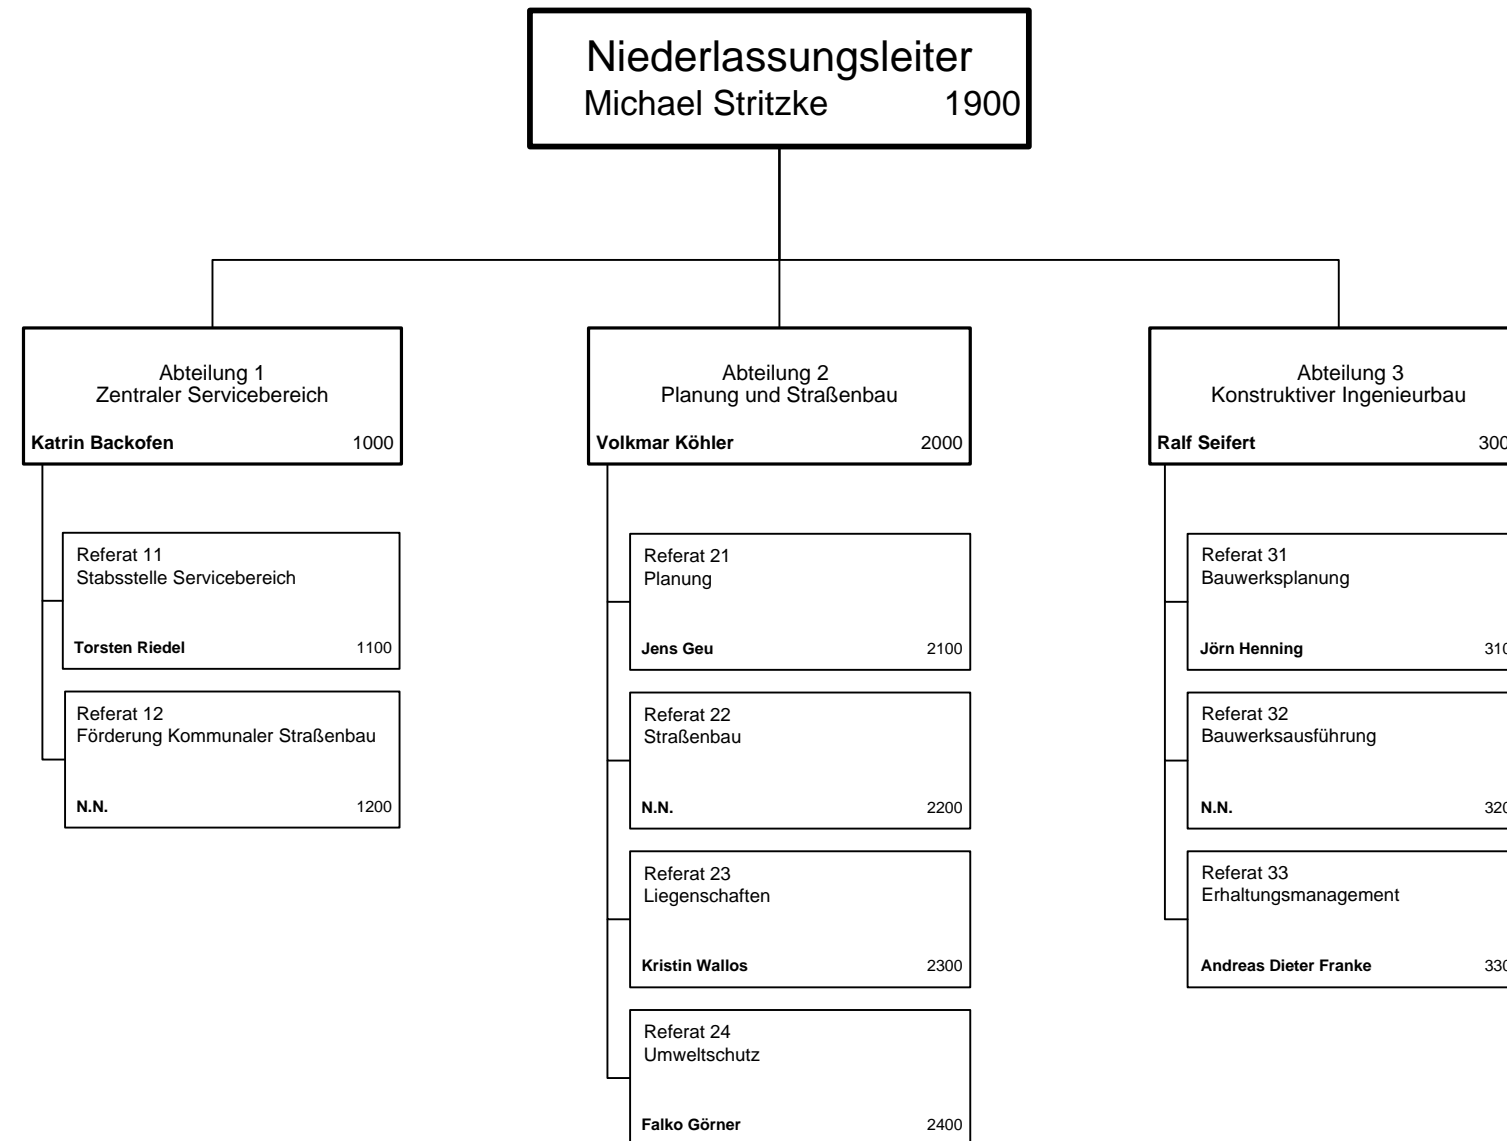 Niederlassungsleiter
Michael Stritzke 1900
Abteilung 1
Zentraler Servicebereich
Katrin Backofen 1000
Referat 11
Stabsstelle Servicebereich
Torsten Riedel 1100
Referat 12
Förderung Kommunaler Straßenbau
N.N. 1200
Abteilung 2
Planung und Straßenbau
Volkmar Köhler 2000
Referat 21
Planung
Jens Geu 2100
Referat 22
Straßenbau
N.N. 2200
Referat 23
Liegenschaften
Kristin Wallos 2300
Referat 24
Umweltschutz
Falko Görner 2400
Abteilung 3
Konstruktiver Ingenieurbau
Ralf Seifert
Referat 31
Bauwerksplanung
Jörn Henning
Referat 32
Bauwerksausführung
N.N.
Referat 33
Erhaltungsmanagement
Andreas Dieter Franke